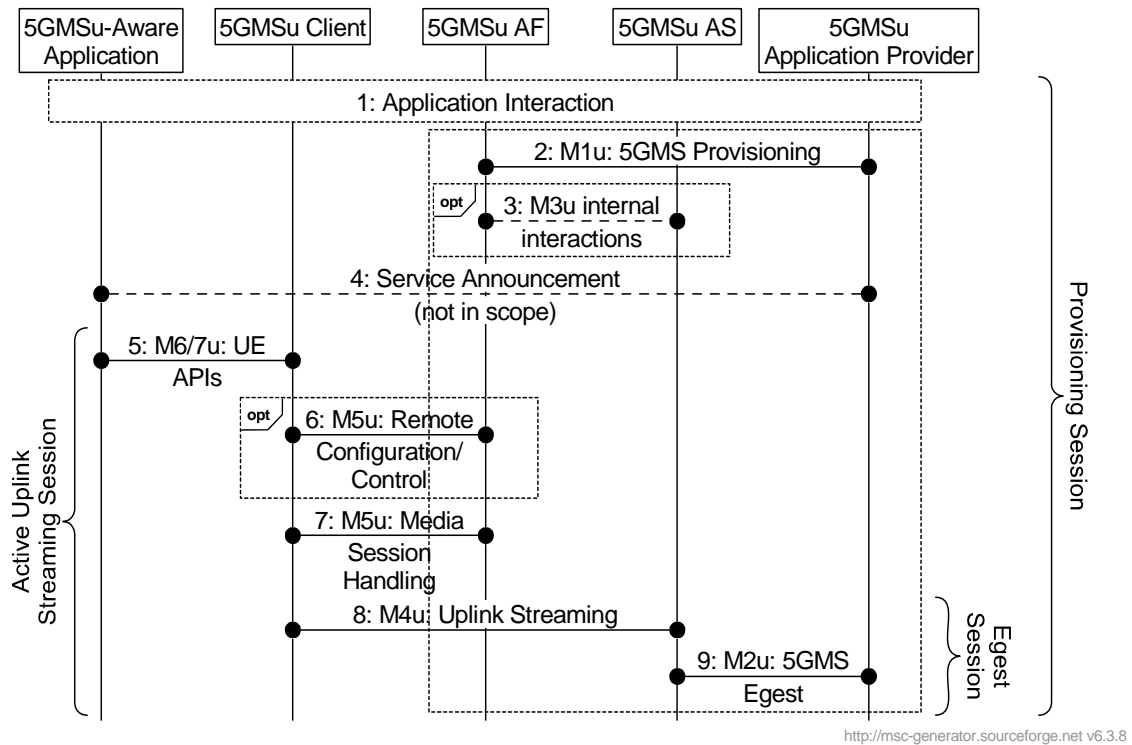 5GMSu-Aware
Application
5GMSu Client
5GMSu AF
5GMSu AS
5GMSu
Application Provider
1: Application Interaction
2: M1u: 5GMS Provisioning
opt
3: M3u internal
interactions
4: Service Announcement
(not in scope)
5: M6/7u: UE
APIs
opt
6: M5u: Remote
Configuration/
Control
7: M5u: Media
Session
Handling
8: M4u: Uplink Streaming
9: M2u: 5GMS
Egest
Active Uplink
Streaming Session
Provisioning Session
Egest
Session
http://msc-generator.sourceforge.net v6.3.8